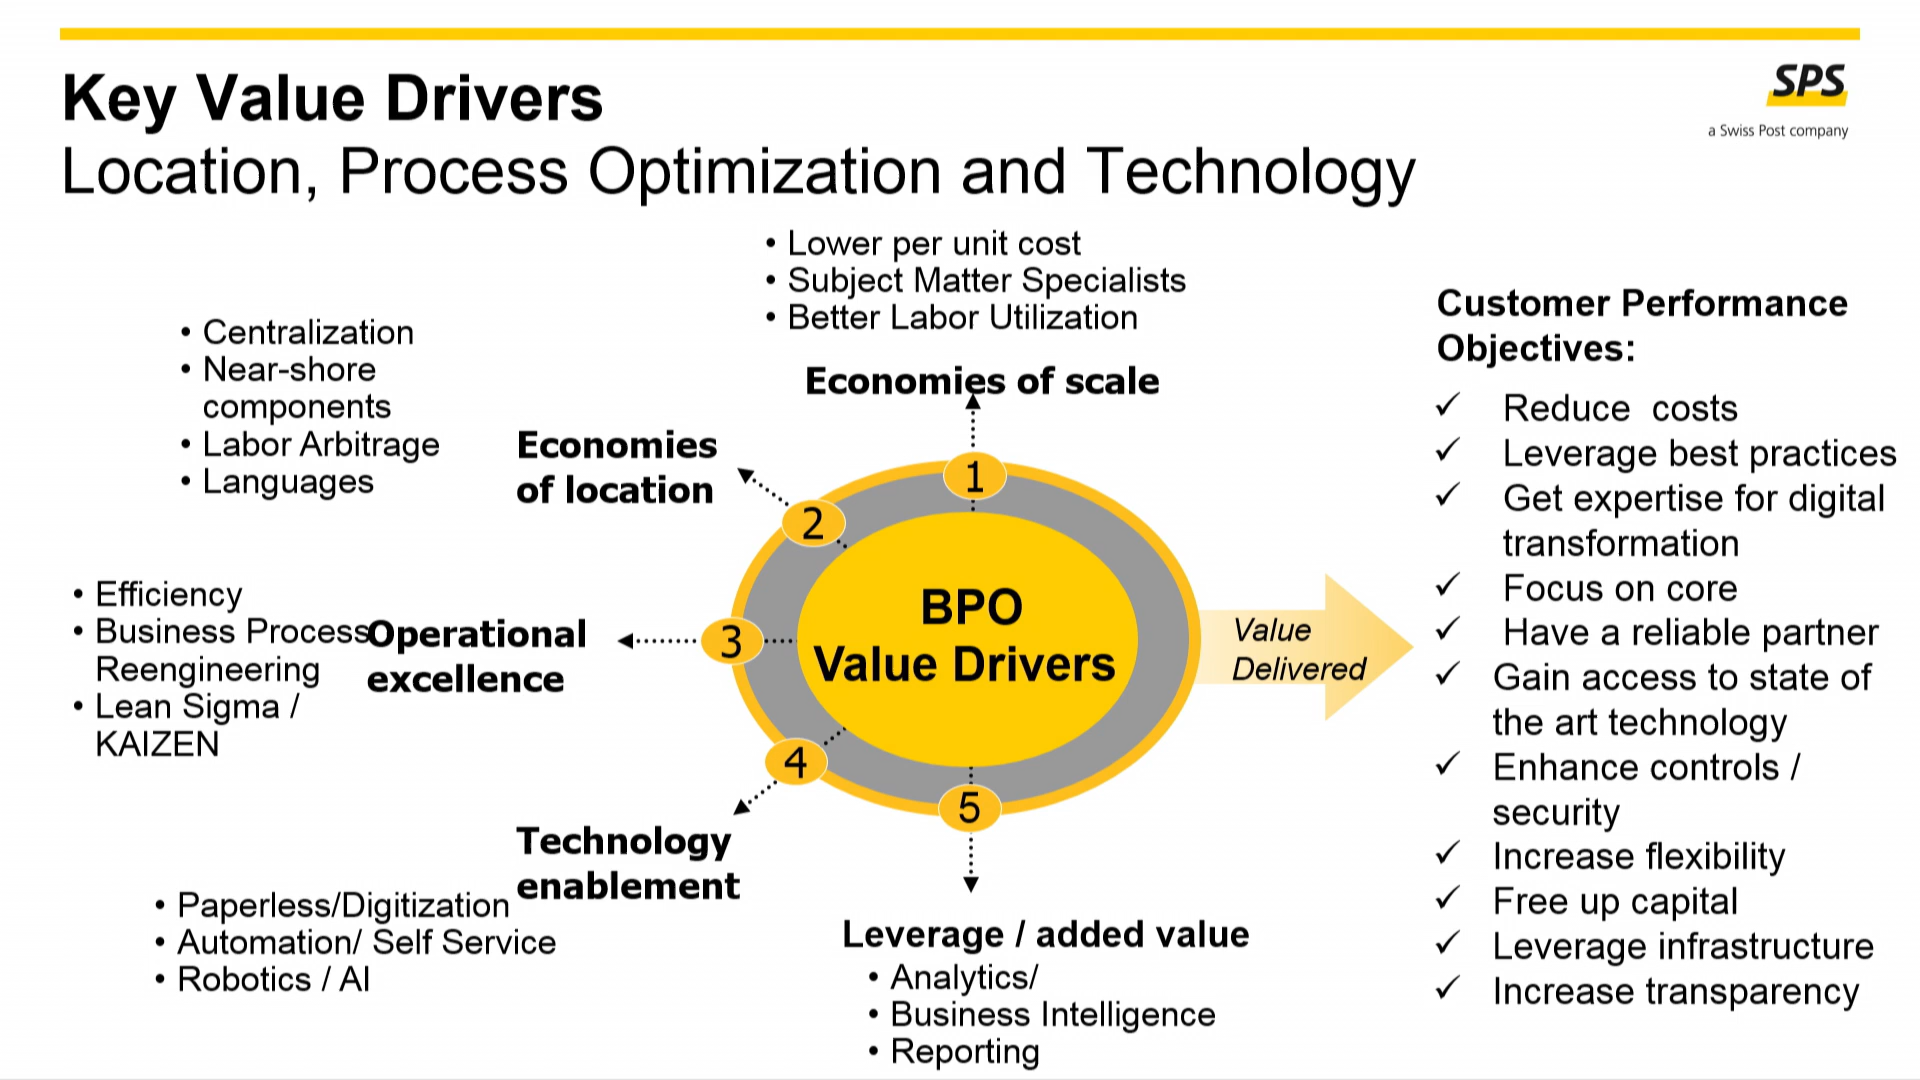 Key Value Drivers
Location, Process Optimization and Technology
SPS
a Swiss Post company
• Lower per unit cost
• Subject Matter Specialists
• Better Labor Utilization
Economies of scale
• Centralization
• Near-shore
components
• Labor Arbitrage
• Languages
Economies
of location
• Efficiency
• Business Process
Reengineering
• Lean Sigma /
KAIZEN
Operational
excellence
Technology
enablement
• Paperless/Digitization
• Automation/ Self Service
• Robotics / AI
1
2
3
4
5
BPO
Value Drivers
Leverage / added value
• Analytics/
• Business Intelligence
• Reporting
Value
Delivered
Customer Performance
Objectives:
✓ Reduce  costs
✓ Leverage best practices
✓ Get expertise for digital
transformation
✓ Focus on core
✓ Have a reliable partner
✓ Gain access to state of
the art technology
✓ Enhance controls /
security
✓ Increase flexibility
✓ Free up capital
✓ Leverage infrastructure
✓ Increase transparency